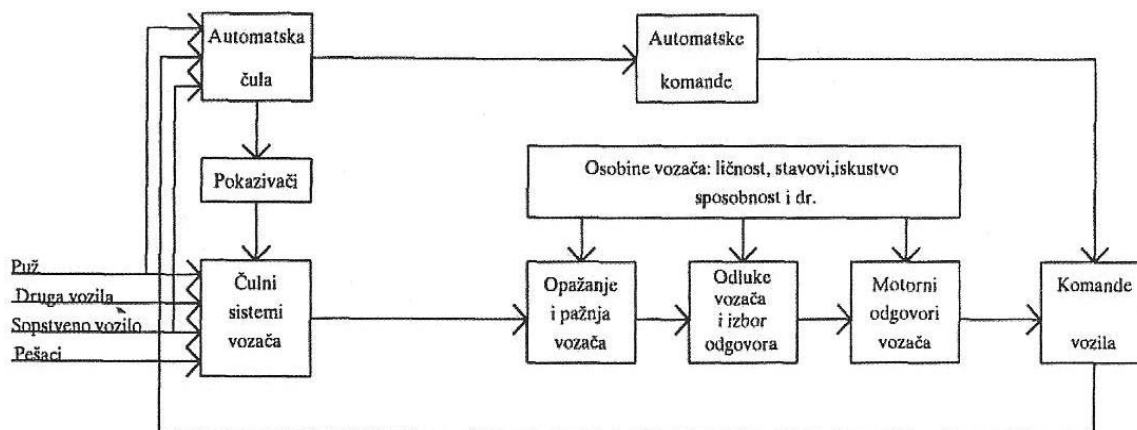 Automatska
čula
Automatske
komande
Pokazivači
Osobine vozača: ličnost, stavovi,iskustvo
sposobnost i dr.
Puž
Druga vozila
Sopstveno vozilo
Pešaci
Čulni
sistemi
vozača
Opažanje
i pažnja
vozača
Odluke
vozača
i izbor
odgovora
Motorni
odgovori
vozača
Komande
vozila